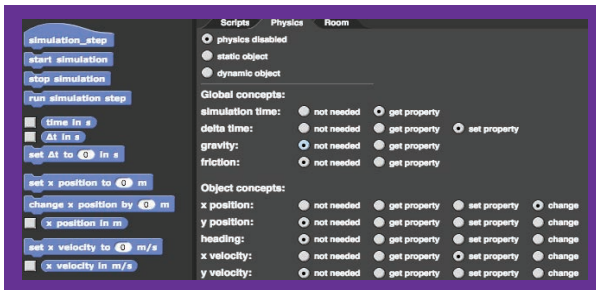 simulation_step
start simulation
stop simulation
run simulation step
time in s
Δt in s
set Δt to 0 in s
set x position to 0 m
change x position by 0 m
x position in m
set x velocity to 0 m/s
x velocity in m/s
Scripts Physics Room
physics disabled
static object
dynamic object
Global concepts:
simulation time: not needed get property
delta time: not needed get property set property
gravity: not needed get property
friction: not needed get property
Object concepts:
x position: not needed get property set property change
y position: not needed get property set property change
heading: not needed get property set property change
x velocity: not needed get property set property change
y velocity: not needed get property set property change